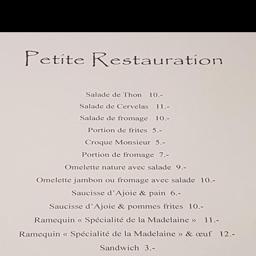 Petite Restauration
Salade de Thon 10.-
Salade de Cervelas 11.-
Salade de fromage 10.-
Portion de frites 5.-
Croque Monsieur 5.-
Portion de fromage 7.-
Omelette nature avec salade 9.-
Omelette jambon ou fromage avec salade 10.-
Saucisse d'Ajoie & pain 6.-
Saucisse d'Ajoie & pommes frites 10.-
Ramequin « Spécialité de la Madelaine » 11.-
Ramequin « Spécialité de la Madelaine » & œuf 12.-
Sandwich 3.-